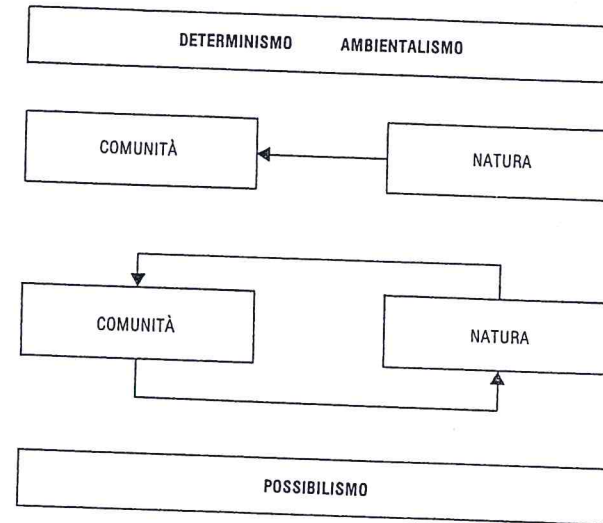 DETERMINISMO AMBIENTALISMO
COMUNITÀ NATURA
COMUNITÀ NATURA
POSSIBILISMO